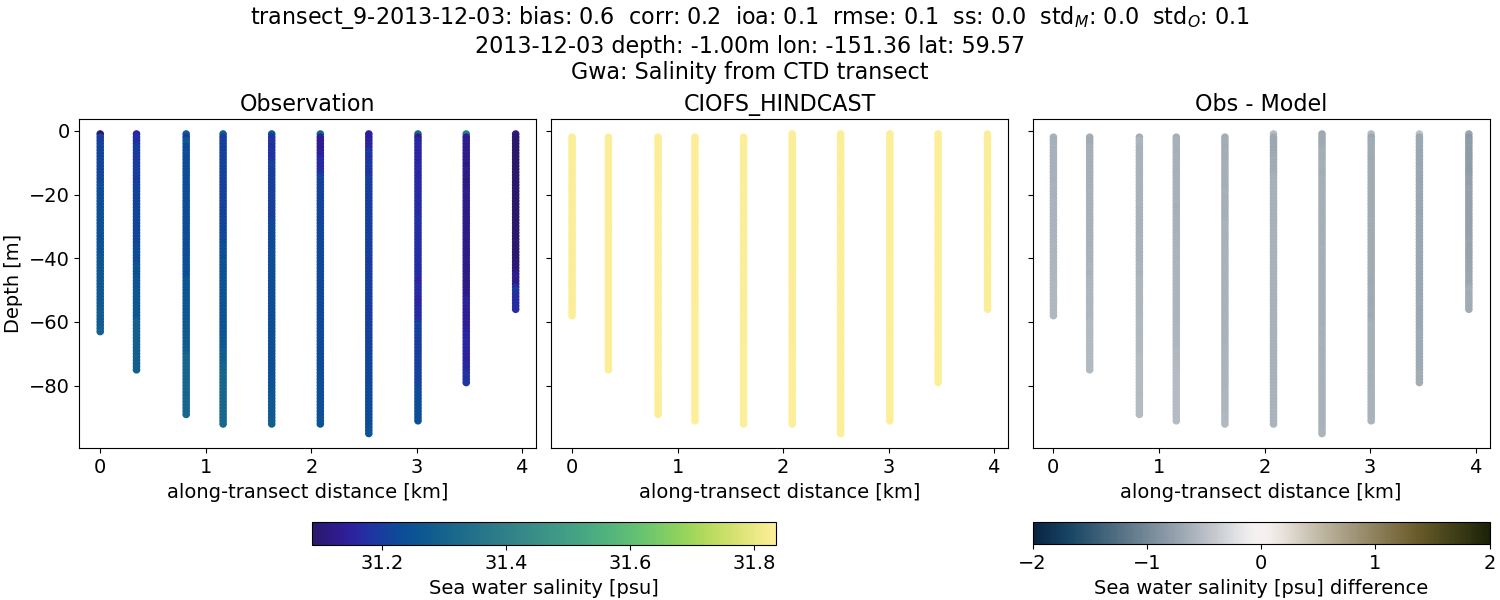 transect_9-2013-12-03: bias: 0.6  corr: 0.2  ioa: 0.1  rmse: 0.1  ss: 0.0  std_M: 0.0  std_O: 0.1
2013-12-03 depth: -1.00m lon: -151.36 lat: 59.57
Gwa: Salinity from CTD transect
Observation
CIOFS_HINDCAST
Obs - Model
Depth [m]
0
−20
−40
−60
−80
0 1 2 3 4
0 1 2 3 4
0 1 2 3 4
along-transect distance [km]
along-transect distance [km]
along-transect distance [km]
31.2 31.4 31.6 31.8
Sea water salinity [psu]
−2 −1 0 1 2
Sea water salinity [psu] difference